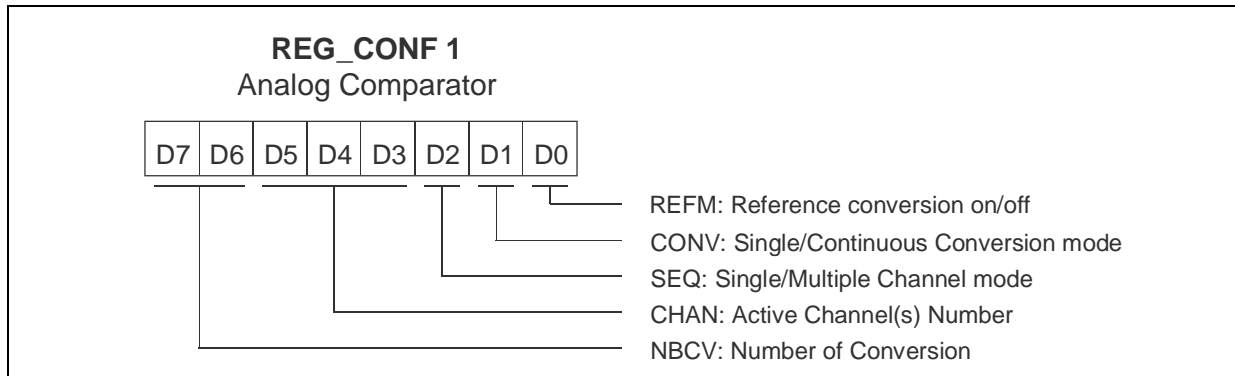 REG_CONF 1
Analog Comparator
D7 D6 D5 D4 D3 D2 D1 D0
REFM: Reference conversion on/off
CONV: Single/Continuous Conversion mode
SEQ: Single/Multiple Channel mode
CHAN: Active Channel(s) Number
NBCV: Number of Conversion